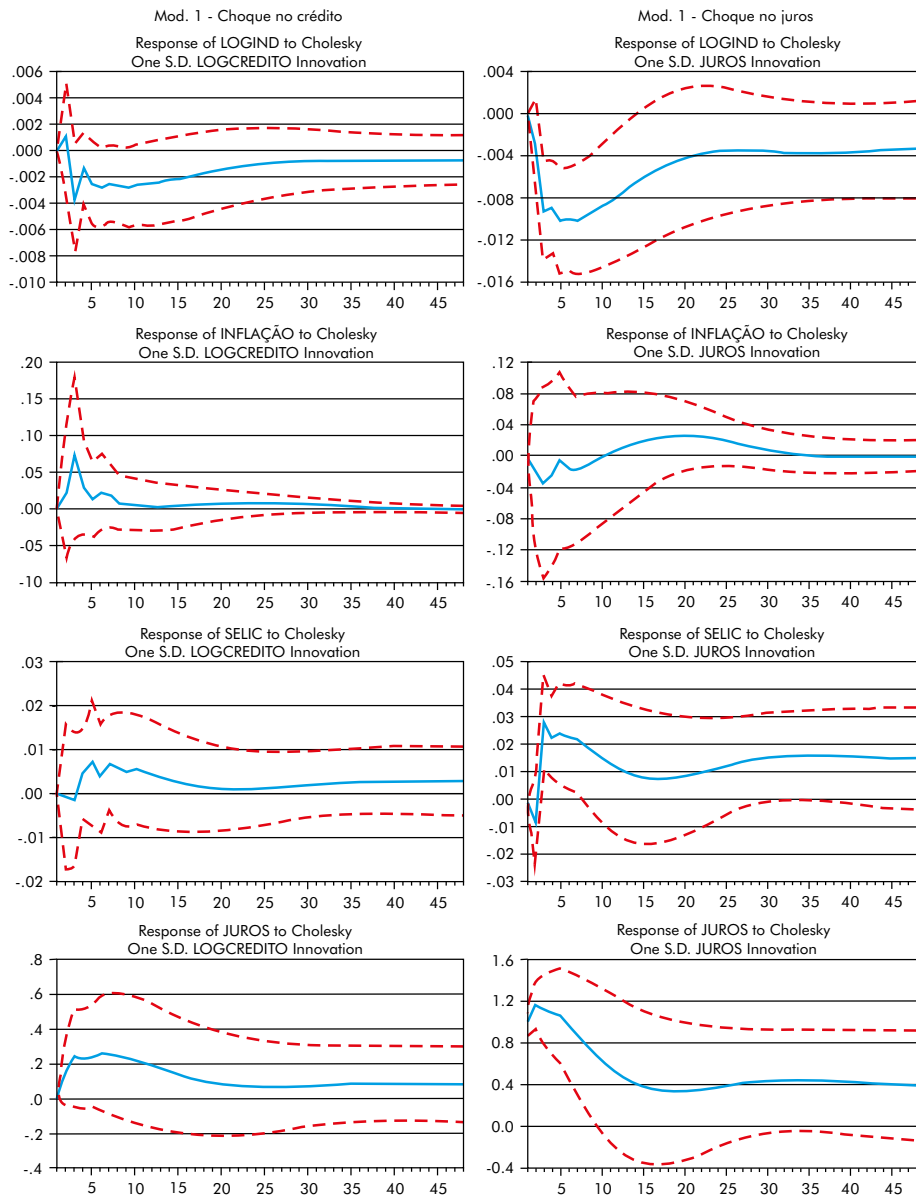 Mod. 1 - Choque no crédito
Response of LOGIND to Cholesky
One S.D. LOGCREDITO Innovation
.006
.004
.002
.000
-.002
-.004
-.006
-.008
-.010
5 10 15 20 25 30 35 40 45
Mod. 1 - Choque no juros
Response of LOGIND to Cholesky
One S.D. JUROS Innovation
.004
.000
-.004
-.008
-.012
-.016
5 10 15 20 25 30 35 40 45
Response of INFLAÇÃO to Cholesky
One S.D. LOGCREDITO Innovation
.20
.15
.10
.05
.00
-05
-10
5 10 15 20 25 30 35 40 45
Response of INFLAÇÃO to Cholesky
One S.D. JUROS Innovation
.12
.08
.04
.00
-.04
-.08
-.12
-.16
5 10 15 20 25 30 35 40 45
Response of SELIC to Cholesky
One S.D. LOGCREDITO Innovation
.03
.02
.01
.00
-.01
-.02
5 10 15 20 25 30 35 40 45
Response of SELIC to Cholesky
One S.D. JUROS Innovation
.05
.04
.03
.02
.01
-.00
-.01
-.02
-.03
5 10 15 20 25 30 35 40 45
Response of JUROS to Cholesky
One S.D. LOGCREDITO Innovation
.8
.6
.4
.2
.0
-.2
-.4
5 10 15 20 25 30 35 40 45
Response of JUROS to Cholesky
One S.D. JUROS Innovation
1.6
1.2
0.8
0.4
0.0
-0.4
5 10 15 20 25 30 35 40 45